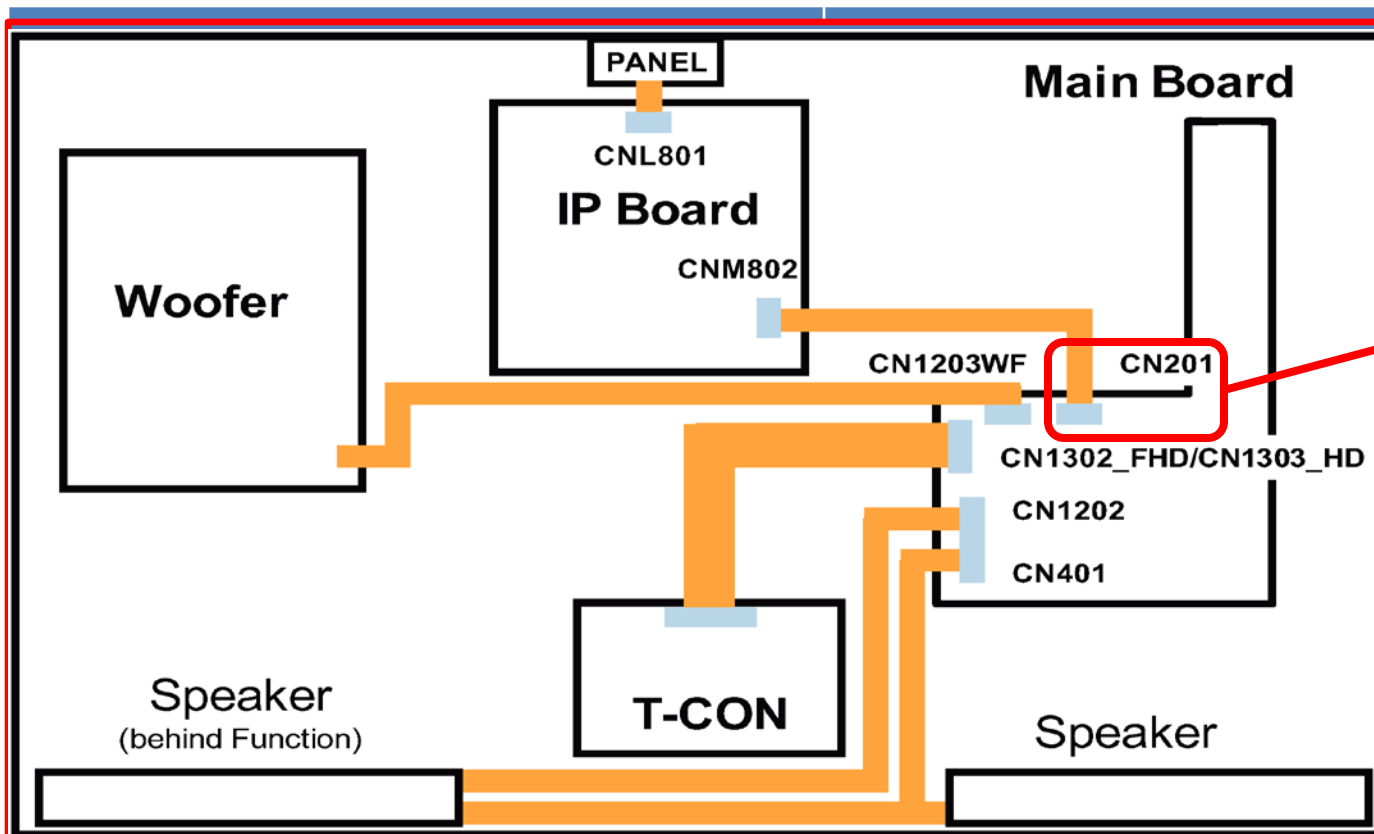 PANEL
Main Board
CNL801
IP Board
CNM802
Woofer
CN1203WF
CN201
CN1302_FHD/CN1303_HD
CN1202
CN401
Speaker
(behind Function)
T-CON
Speaker